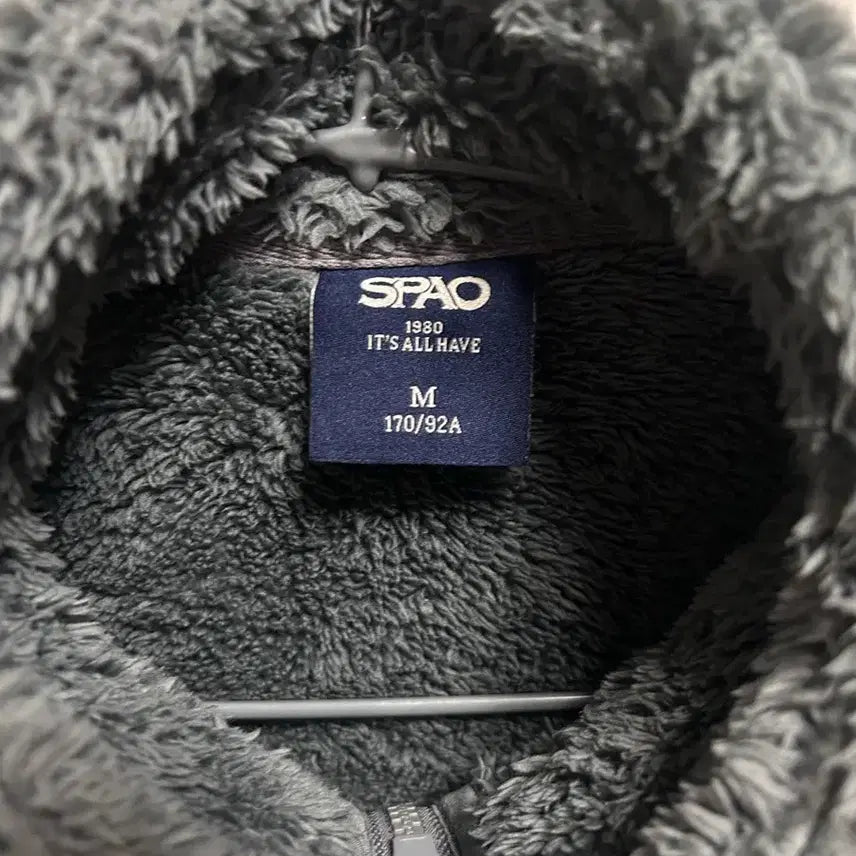 SPAO
1980
IT'S ALL HAVE
M
170/92A